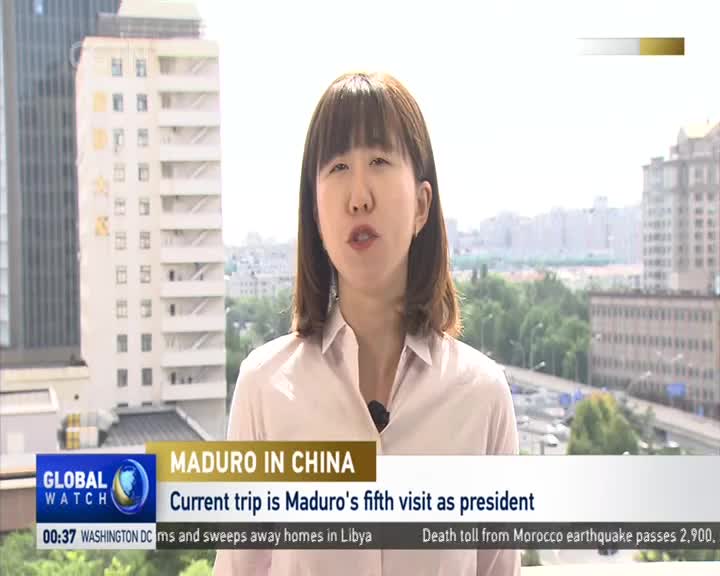 MADURO IN CHINA
GLOBAL
WATCH
Current trip is Maduro's fifth visit as president
00:37 WASHINGTON DC
ms and sweeps away homes in Libya Death toll from Morocco earthquake passes 2,900,